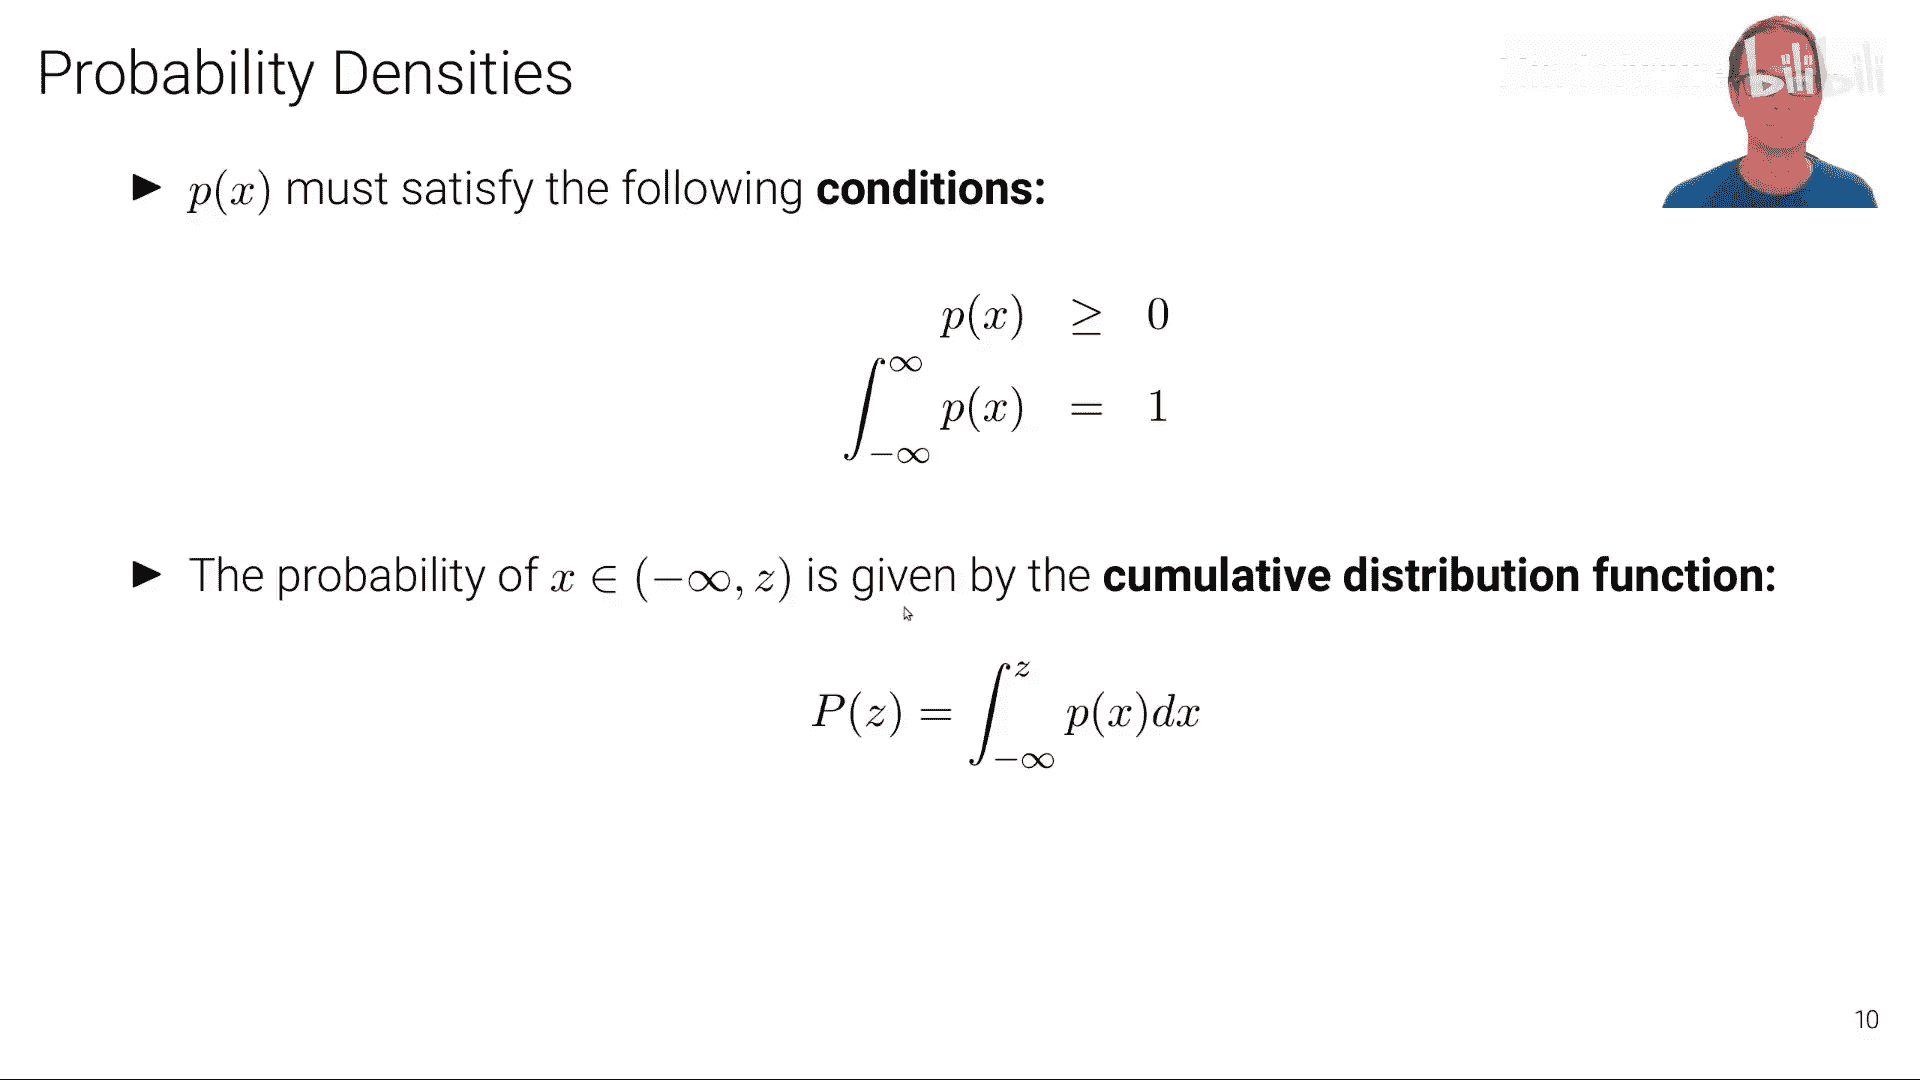 Probability Densities
▶ p(x) must satisfy the following conditions:
p(x) ≥ 0
∫_{-∞}^{∞} p(x) = 1
▶ The probability of x ∈ (−∞, z) is given by the cumulative distribution function:
P(z) = ∫_{-∞}^{z} p(x)dx
bilibili
10